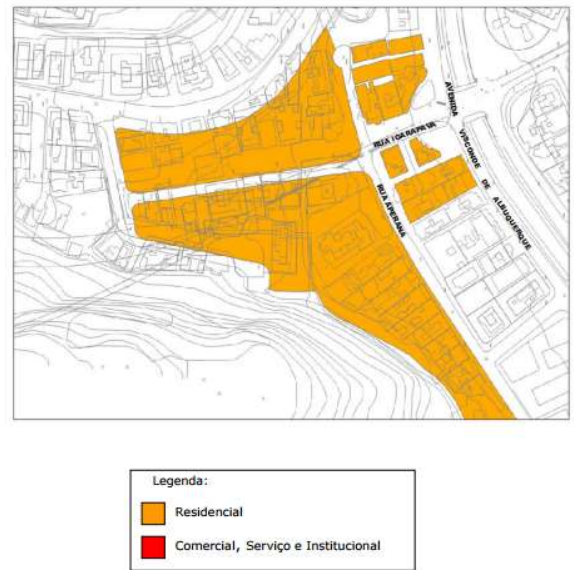 AVENIDA VISCONDE DE ALBUQUERQUE
RUA IGARAPAVA
RUA APERANA
Legenda:
Residencial
Comercial, Serviço e Institucional